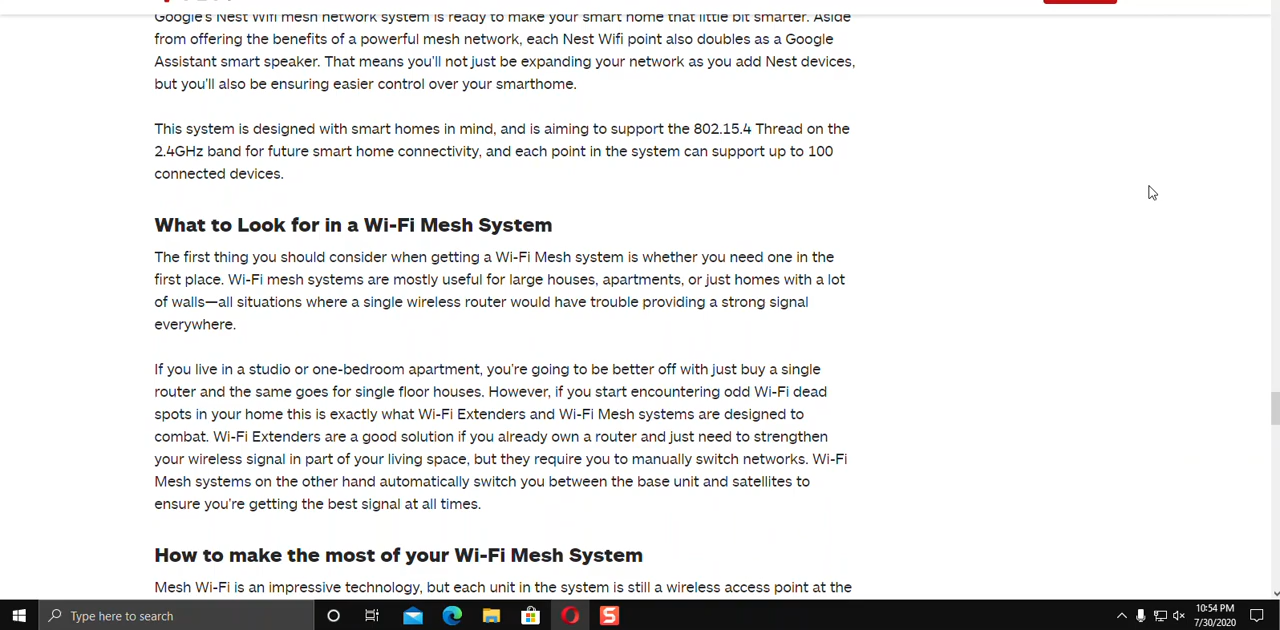 Google's Nest Wifi mesh network system is ready to make your smart home that little bit smarter. Aside
from offering the benefits of a powerful mesh network, each Nest Wifi point also doubles as a Google
Assistant smart speaker. That means you'll not just be expanding your network as you add Nest devices,
but you'll also be ensuring easier control over your smarthome.
This system is designed with smart homes in mind, and is aiming to support the 802.15.4 Thread on the
2.4GHz band for future smart home connectivity, and each point in the system can support up to 100
connected devices.
What to Look for in a Wi-Fi Mesh System
The first thing you should consider when getting a Wi-Fi Mesh system is whether you need one in the
first place. Wi-Fi mesh systems are mostly useful for large houses, apartments, or just homes with a lot
of walls—all situations where a single wireless router would have trouble providing a strong signal
everywhere.
If you live in a studio or one-bedroom apartment, you're going to be better off with just buy a single
router and the same goes for single floor houses. However, if you start encountering odd Wi-Fi dead
spots in your home this is exactly what Wi-Fi Extenders and Wi-Fi Mesh systems are designed to
combat. Wi-Fi Extenders are a good solution if you already own a router and just need to strengthen
your wireless signal in part of your living space, but they require you to manually switch networks. Wi-Fi
Mesh systems on the other hand automatically switch you between the base unit and satellites to
ensure you're getting the best signal at all times.
How to make the most of your Wi-Fi Mesh System
Mesh Wi-Fi is an impressive technology, but each unit in the system is still a wireless access point at the
Type here to search
S
10:54 PM
7/30/2020